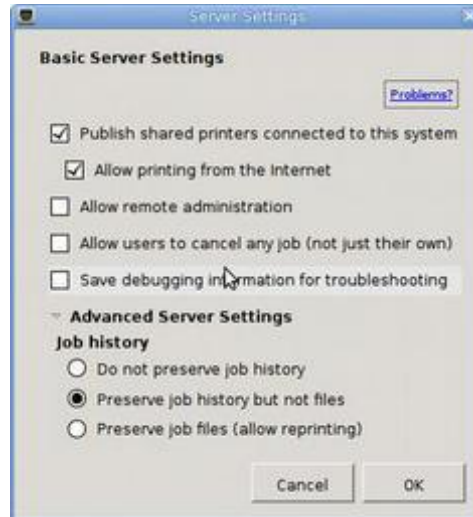 Server Settings
Basic Server Settings
Problems?
Publish shared printers connected to this system
Allow printing from the Internet
Allow remote administration
Allow users to cancel any job (not just their own)
Save debugging information for troubleshooting
Advanced Server Settings
Job history
Do not preserve job history
Preserve job history but not files
Preserve job files (allow reprinting)
Cancel OK